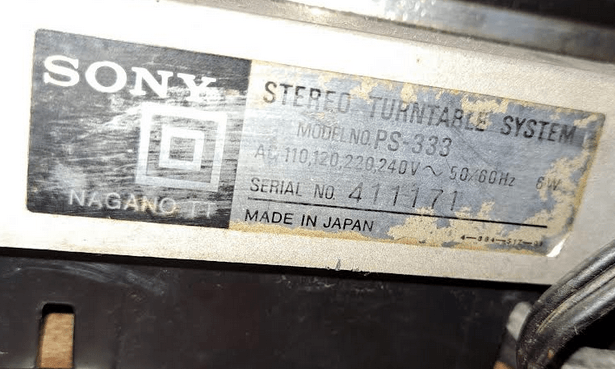 SONY
NAGANO-TT
STEREO TURNTABLE SYSTEM
MODEL NO. PS-333
AC 110,120,220,240V ~ 50/60Hz 6W
SERIAL NO. 411171
MADE IN JAPAN